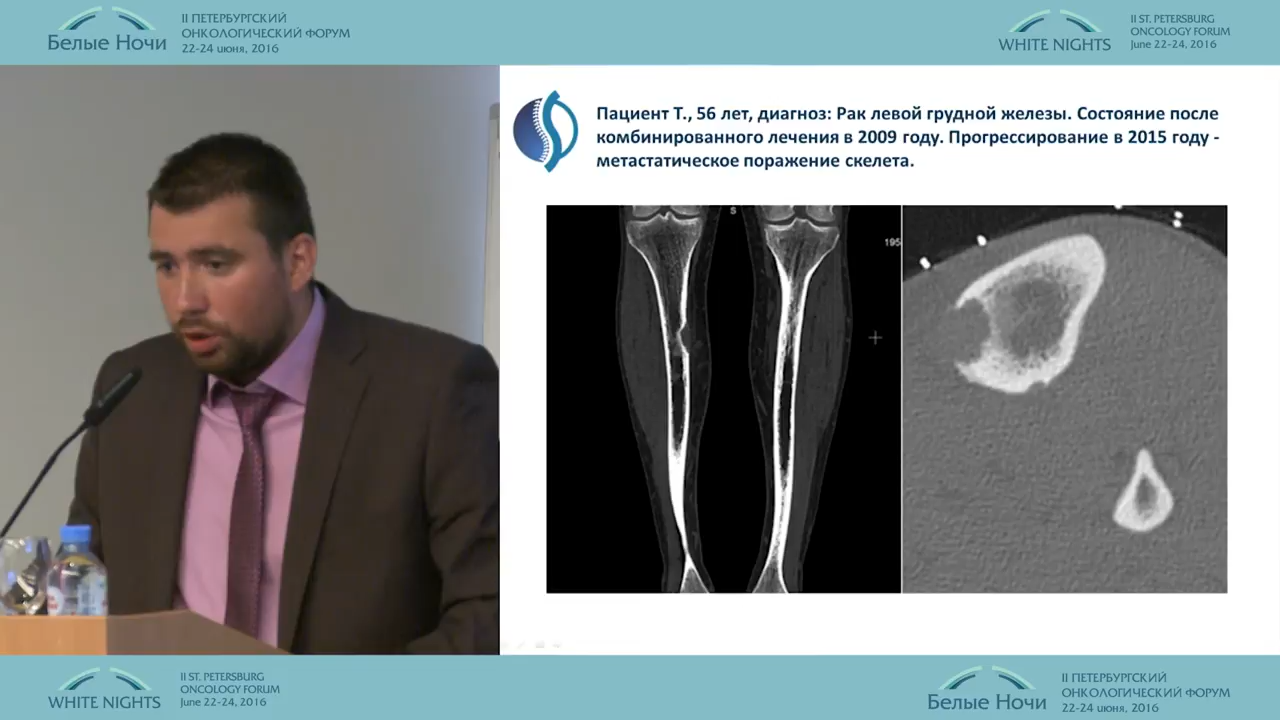 Белые Ночи
II ПЕТЕРБУРГСКИЙ
ОНКОЛОГИЧЕСКИЙ ФОРУМ
22-24 июня, 2016
WHITE NIGHTS
II ST. PETERSBURG
ONCOLOGY FORUM
June 22-24, 2016
Пациент Т., 56 лет, диагноз: Рак левой грудной железы. Состояние после
комбинированного лечения в 2009 году. Прогрессирование в 2015 году -
метастатическое поражение скелета.
S
195
WHITE NIGHTS
II ST. PETERSBURG
ONCOLOGY FORUM
June 22-24, 2016
Белые Ночи
II ПЕТЕРБУРГСКИЙ
ОНКОЛОГИЧЕСКИЙ ФОРУМ
22-24 июня, 2016